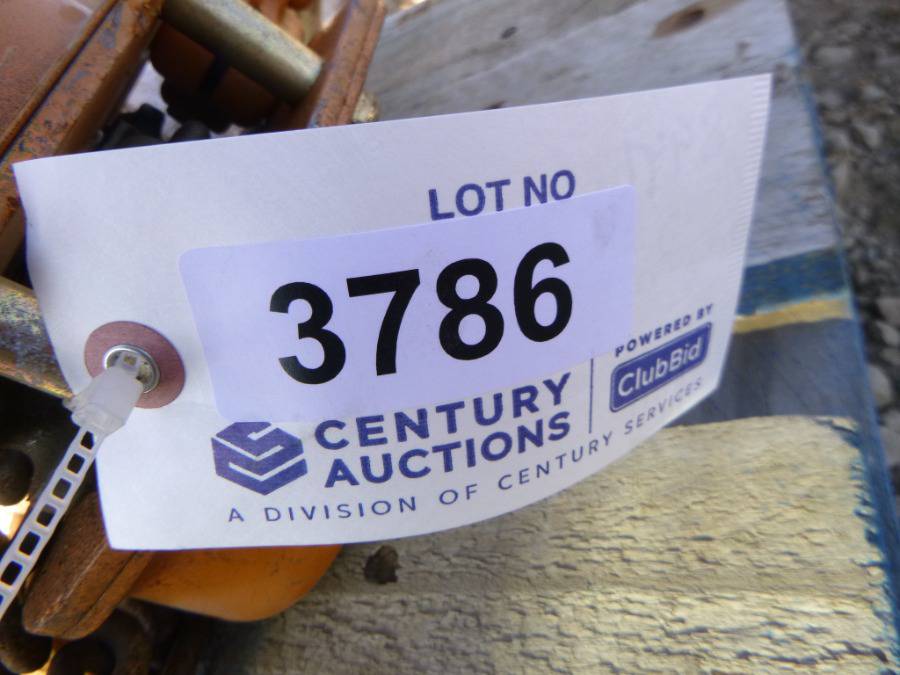 LOT NO
3786
CENTURY
AUCTIONS
POWERED BY
ClubBid
A DIVISION OF CENTURY SERVICES